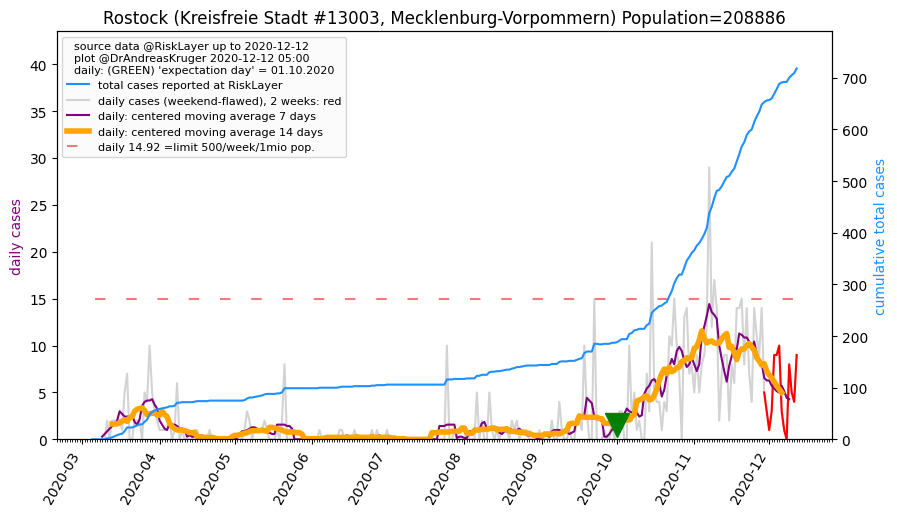 Rostock (Kreisfreie Stadt #13003, Mecklenburg-Vorpommern) Population=208886
source data @RiskLayer up to 2020-12-12
plot @DrAndreasKruger 2020-12-12 05:00
daily: (GREEN) 'expectation day' = 01.10.2020
total cases reported at RiskLayer
daily cases (weekend-flawed), 2 weeks: red
daily: centered moving average 7 days
daily: centered moving average 14 days
daily 14.92 =limit 500/week/1mio pop.
daily cases
40
35
30
25
20
15
10
5
0
700
600
500
400
300
200
100
0
cumulative total cases
2020-03
2020-04
2020-05
2020-06
2020-07
2020-08
2020-09
2020-10
2020-11
2020-12